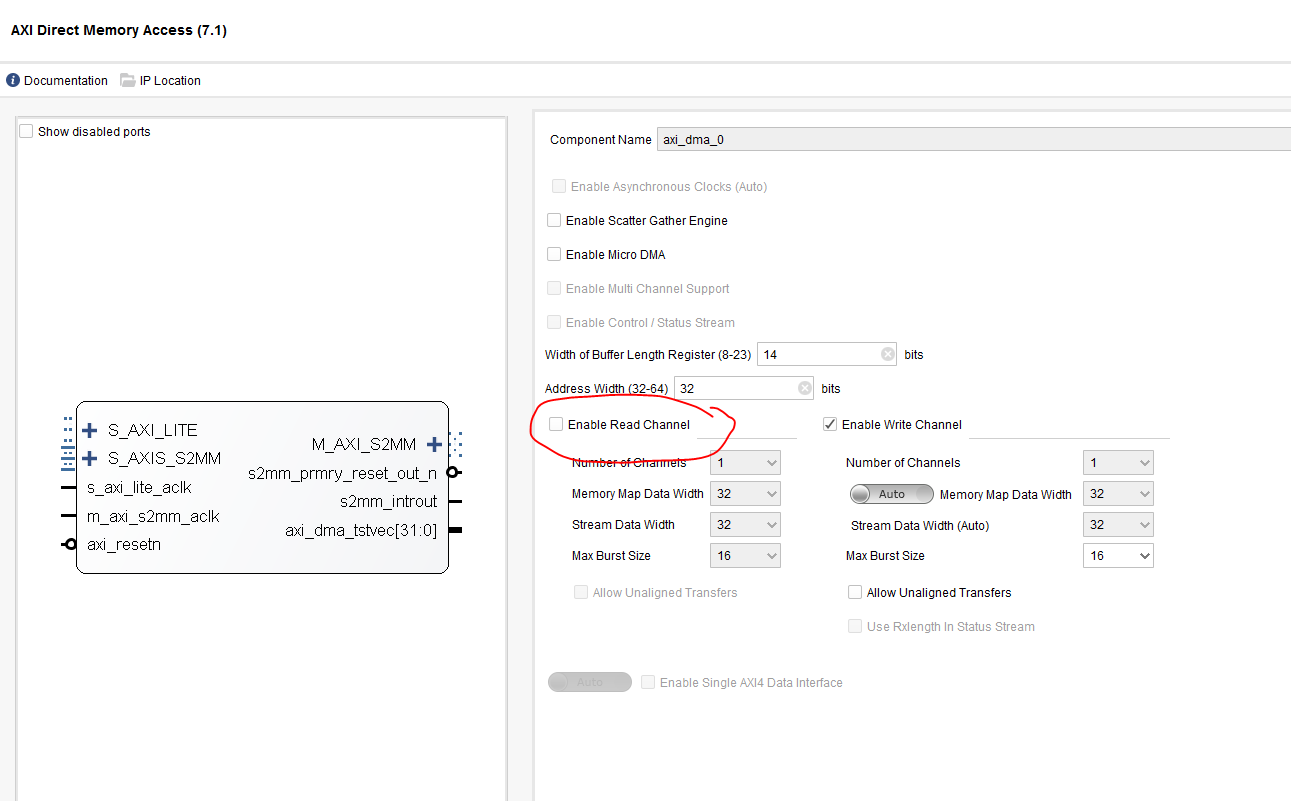 AXI Direct Memory Access (7.1)
Documentation IP Location
Show disabled ports
S_AXI_LITE
S_AXIS_S2MM
s_axi_lite_aclk
m_axi_s2mm_aclk
axi_resetn
M_AXI_S2MM
s2mm_prmry_reset_out_n
s2mm_introut
axi_dma_tstvec[31:0]
Component Name axi_dma_0
Enable Asynchronous Clocks (Auto)
Enable Scatter Gather Engine
Enable Micro DMA
Enable Multi Channel Support
Enable Control / Status Stream
Width of Buffer Length Register (8-23) 14 bits
Address Width (32-64) 32 bits
Enable Read Channel
Number of Channels 1
Memory Map Data Width 32
Stream Data Width 32
Max Burst Size 16
Allow Unaligned Transfers
Enable Write Channel
Number of Channels 1
Auto Memory Map Data Width 32
Stream Data Width (Auto) 32
Max Burst Size 16
Allow Unaligned Transfers
Use Rxlength In Status Stream
Auto Enable Single AXI4 Data Interface